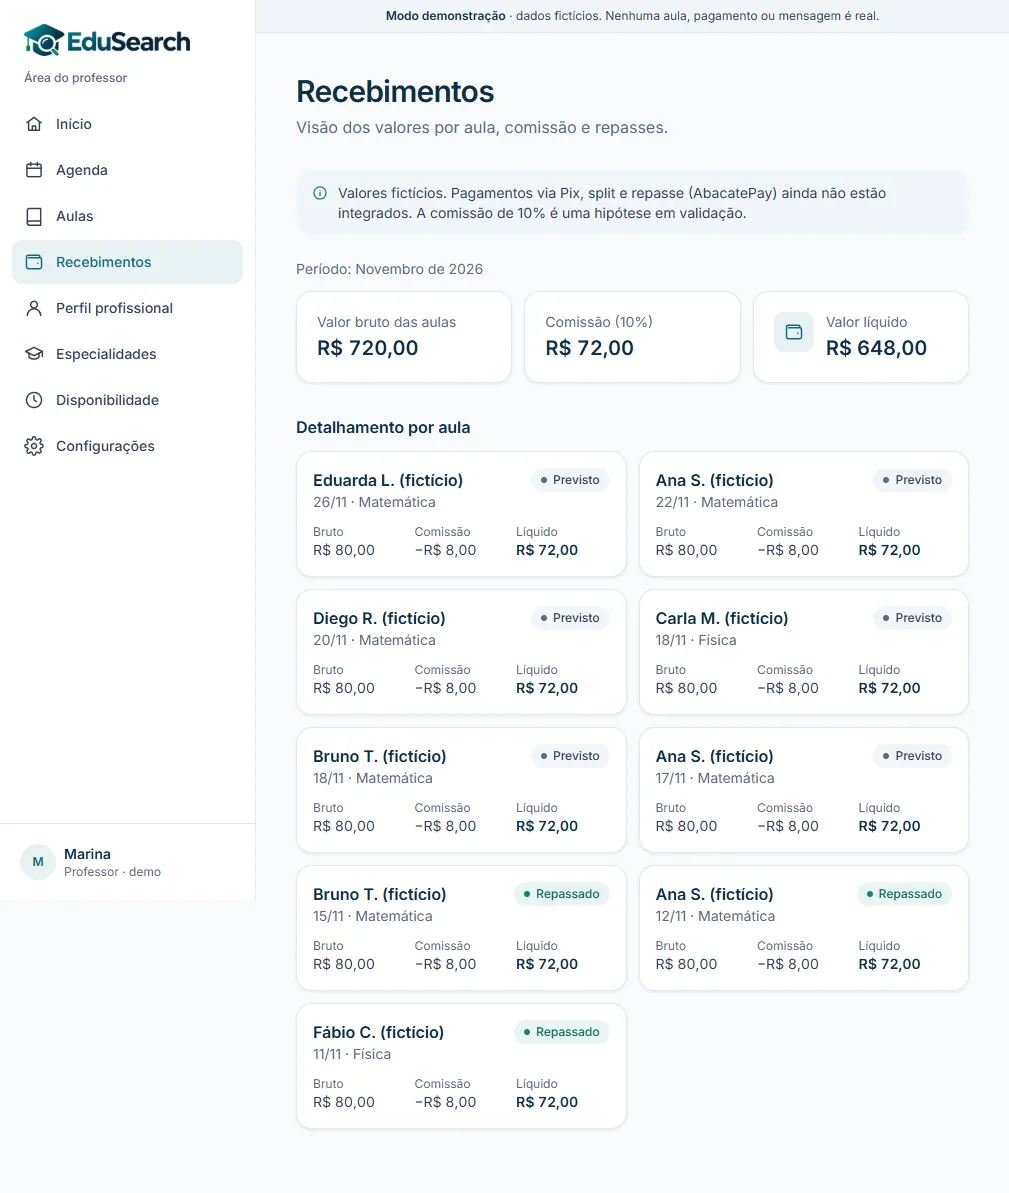 Modo demonstração · dados fictícios. Nenhuma aula, pagamento ou mensagem é real.
EduSearch
Área do professor
Início
Agenda
Aulas
Recebimentos
Perfil profissional
Especialidades
Disponibilidade
Configurações
M
Marina
Professor · demo
Recebimentos
Visão dos valores por aula, comissão e repasses.
Valores fictícios. Pagamentos via Pix, split e repasse (AbacatePay) ainda não estão
integrados. A comissão de 10% é uma hipótese em validação.
Período: Novembro de 2026
Valor bruto das aulas
R$ 720,00
Comissão (10%)
R$ 72,00
Valor líquido
R$ 648,00
Detalhamento por aula
Eduarda L. (fictício)
Previsto
26/11 · Matemática
Bruto Comissão Líquido
R$ 80,00 −R$ 8,00 R$ 72,00
Ana S. (fictício)
Previsto
22/11 · Matemática
Bruto Comissão Líquido
R$ 80,00 −R$ 8,00 R$ 72,00
Diego R. (fictício)
Previsto
20/11 · Matemática
Bruto Comissão Líquido
R$ 80,00 −R$ 8,00 R$ 72,00
Carla M. (fictício)
Previsto
18/11 · Física
Bruto Comissão Líquido
R$ 80,00 −R$ 8,00 R$ 72,00
Bruno T. (fictício)
Previsto
18/11 · Matemática
Bruto Comissão Líquido
R$ 80,00 −R$ 8,00 R$ 72,00
Ana S. (fictício)
Previsto
17/11 · Matemática
Bruto Comissão Líquido
R$ 80,00 −R$ 8,00 R$ 72,00
Bruno T. (fictício)
Repassado
15/11 · Matemática
Bruto Comissão Líquido
R$ 80,00 −R$ 8,00 R$ 72,00
Ana S. (fictício)
Repassado
12/11 · Matemática
Bruto Comissão Líquido
R$ 80,00 −R$ 8,00 R$ 72,00
Fábio C. (fictício)
Repassado
11/11 · Física
Bruto Comissão Líquido
R$ 80,00 −R$ 8,00 R$ 72,00